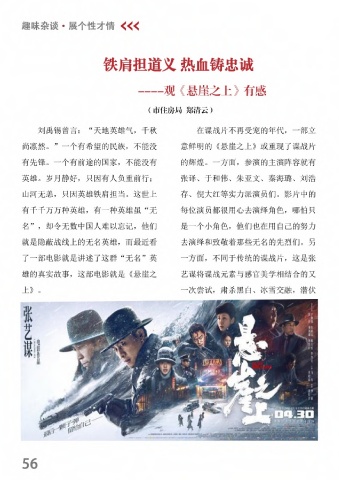 趣味杂谈·展个性才情 <<<
铁肩担道义 热血铸忠诚
----观《悬崖之上》有感
（市住房局 郑清云）
刘禹锡首言：“天地英雄气，千秋
尚凛然。”一个有希望的民族，不能没
有先锋。一个有前途的国家，不能没有
英雄。岁月静好，只因有人负重前行；
山河无恙，只因英雄铁肩担当。这世上
有千千万万种英雄，有一种英雄虽“无
名”，却令无数中国人难以忘记，他们
就是隐蔽战线上的无名英雄，而最近看
了一部电影就是讲述了这群“无名”英
雄的真实故事，这部电影就是《悬崖之
上》。
在谍战片不再受宠的年代，一部立
意鲜明的《悬崖之上》或重现了谍战片
的辉煌。一方面，参演的主演阵容就有
张译、于和伟、朱亚文、秦海璐、刘浩
存、倪大红等实力派演员们。影片中的
每位演员都很用心去演绎角色，哪怕只
是一个小角色，他们也在用自己的努力
去演绎和致敬着那些无名的先烈们。另
一方面，不同于传统的谍战片，这是张
艺谋将谍战元素与感官美学相结合的又
一次尝试，肃杀黑白、冰雪交融，潜伏
张艺谋
悬崖之上
04.30
56